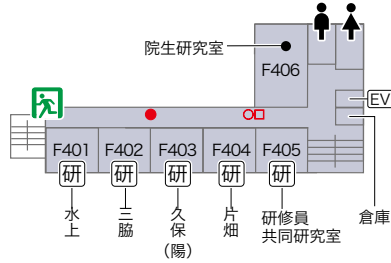 院生研究室
F406
EV
F401
F402
F403
F404
F405
研
研
研
研
研
水上
三脇
久保
(陽)
片畑
研修員
共同研究室
倉庫